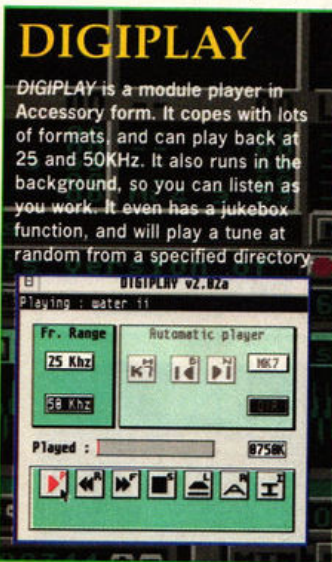 DIGIPLAY
DIGIPLAY is a module player in
Accessory form. It copes with lots
of formats, and can play back at
25 and 50KHz. It also runs in the
background, so you can listen as
you work. It even has a jukebox
function, and will play a tune at
random from a specified directory.
DIGIPLAY v2.02a
Playing : water ii
Fr. Range
Automatic player
25 Khz
50 Khz
MK7
Played :
0750K
P R F S L A I